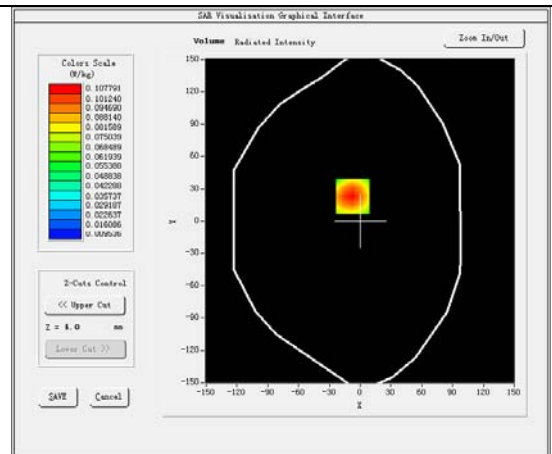 SAR Visualisation Graphical Interface
Volume Radiated Intensity
Zoom In/Out
Colors Scale
(W/kg)
0.107791
0.101240
0.094690
0.088140
0.081589
0.075039
0.068489
0.061939
0.055388
0.048838
0.042288
0.035737
0.029187
0.022637
0.016086
0.009536
150
120
90
60
30
0
-30
-60
-90
-120
-150
Y
-150 -120 -90 -60 -30 0 30 60 90 120 150
X
Z-Cuts Control
<< Upper Cut
Z = 4.0 mm
Lower Cut >>
SAVE Cancel